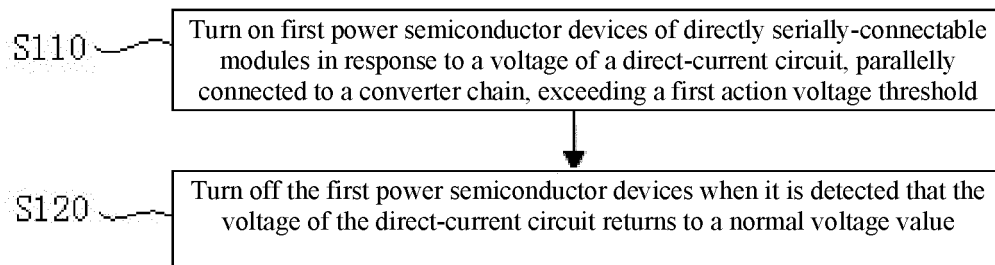 S110
Turn on first power semiconductor devices of directly serially-connectable
modules in response to a voltage of a direct-current circuit, parallelly
connected to a converter chain, exceeding a first action voltage threshold
S120
Turn off the first power semiconductor devices when it is detected that the
voltage of the direct-current circuit returns to a normal voltage value